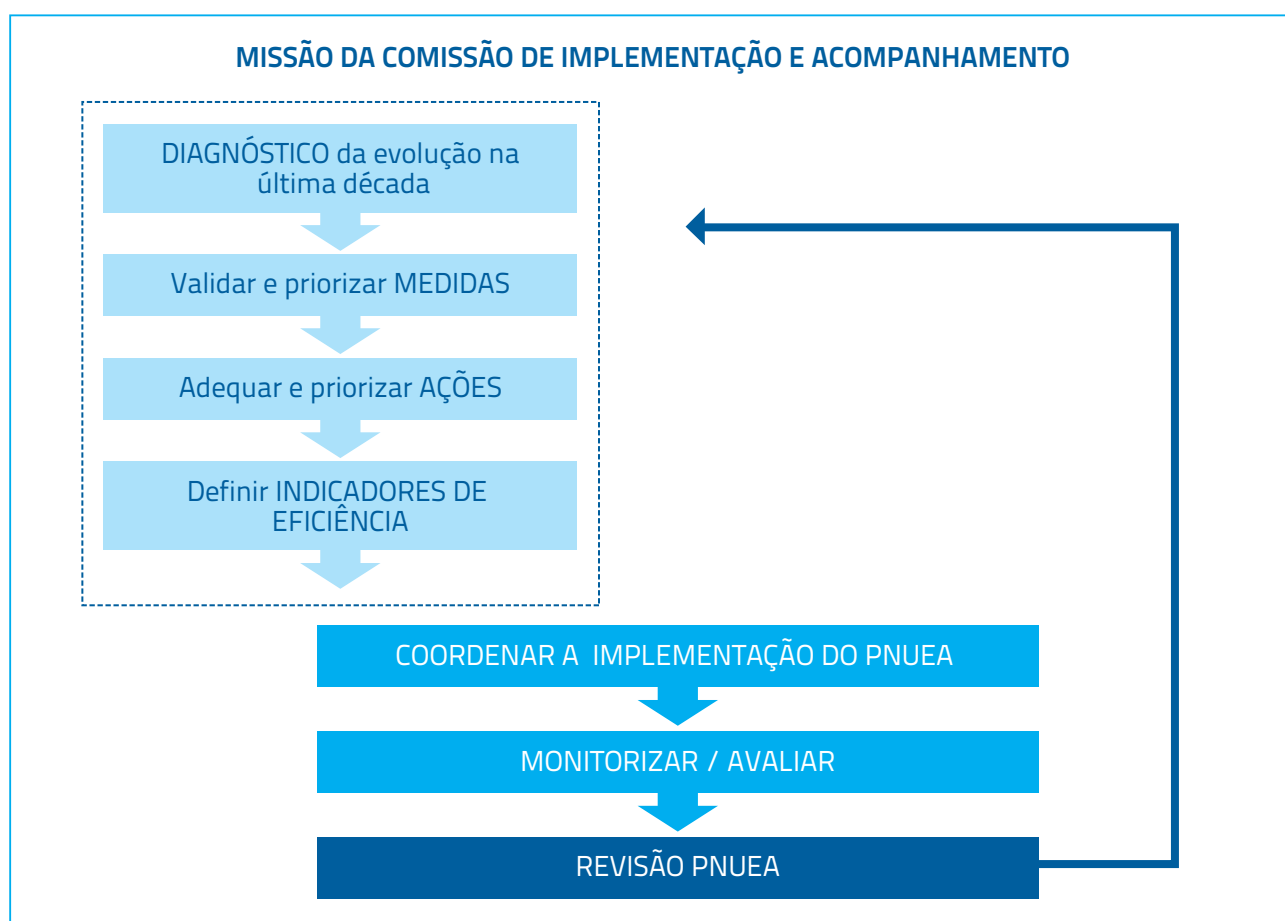 MISSÃO DA COMISSÃO DE IMPLEMENTAÇÃO E ACOMPANHAMENTO
DIAGNÓSTICO da evolução na
última década
Validar e priorizar MEDIDAS
Adequar e priorizar AÇÕES
Definir INDICADORES DE
EFICIÊNCIA
COORDENAR A IMPLEMENTAÇÃO DO PNUEA
MONITORIZAR / AVALIAR
REVISÃO PNUEA